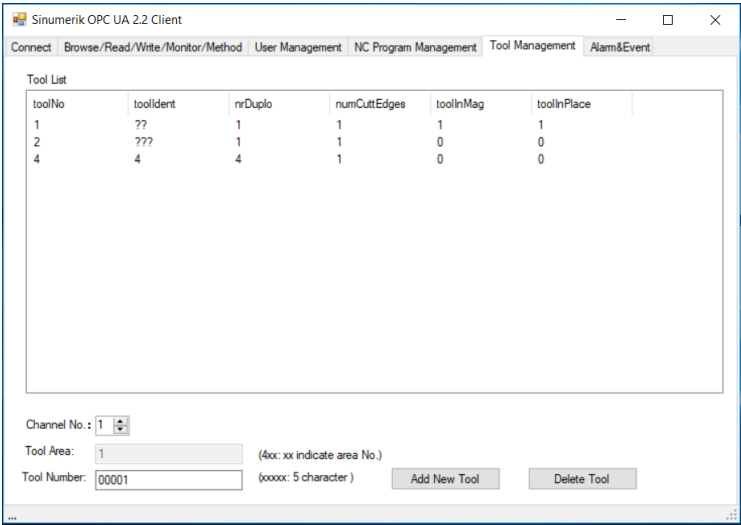 Sinumerik OPC UA 2.2 Client
Connect Browse/Read/Write/Monitor/Method User Management NC Program Management Tool Management Alarm&Event
Tool List
toolNo toolIdent nrDuplo numCuttEdges toolInMag toolInPlace
1 ?? 1 1 1 1
2 ??? 1 1 0 0
4 4 4 1 0 0
Channel No.: 1
Tool Area: 1 (4xx: xx indicate area No.)
Tool Number: 00001 (xxxxx: 5 character ) Add New Tool Delete Tool
...